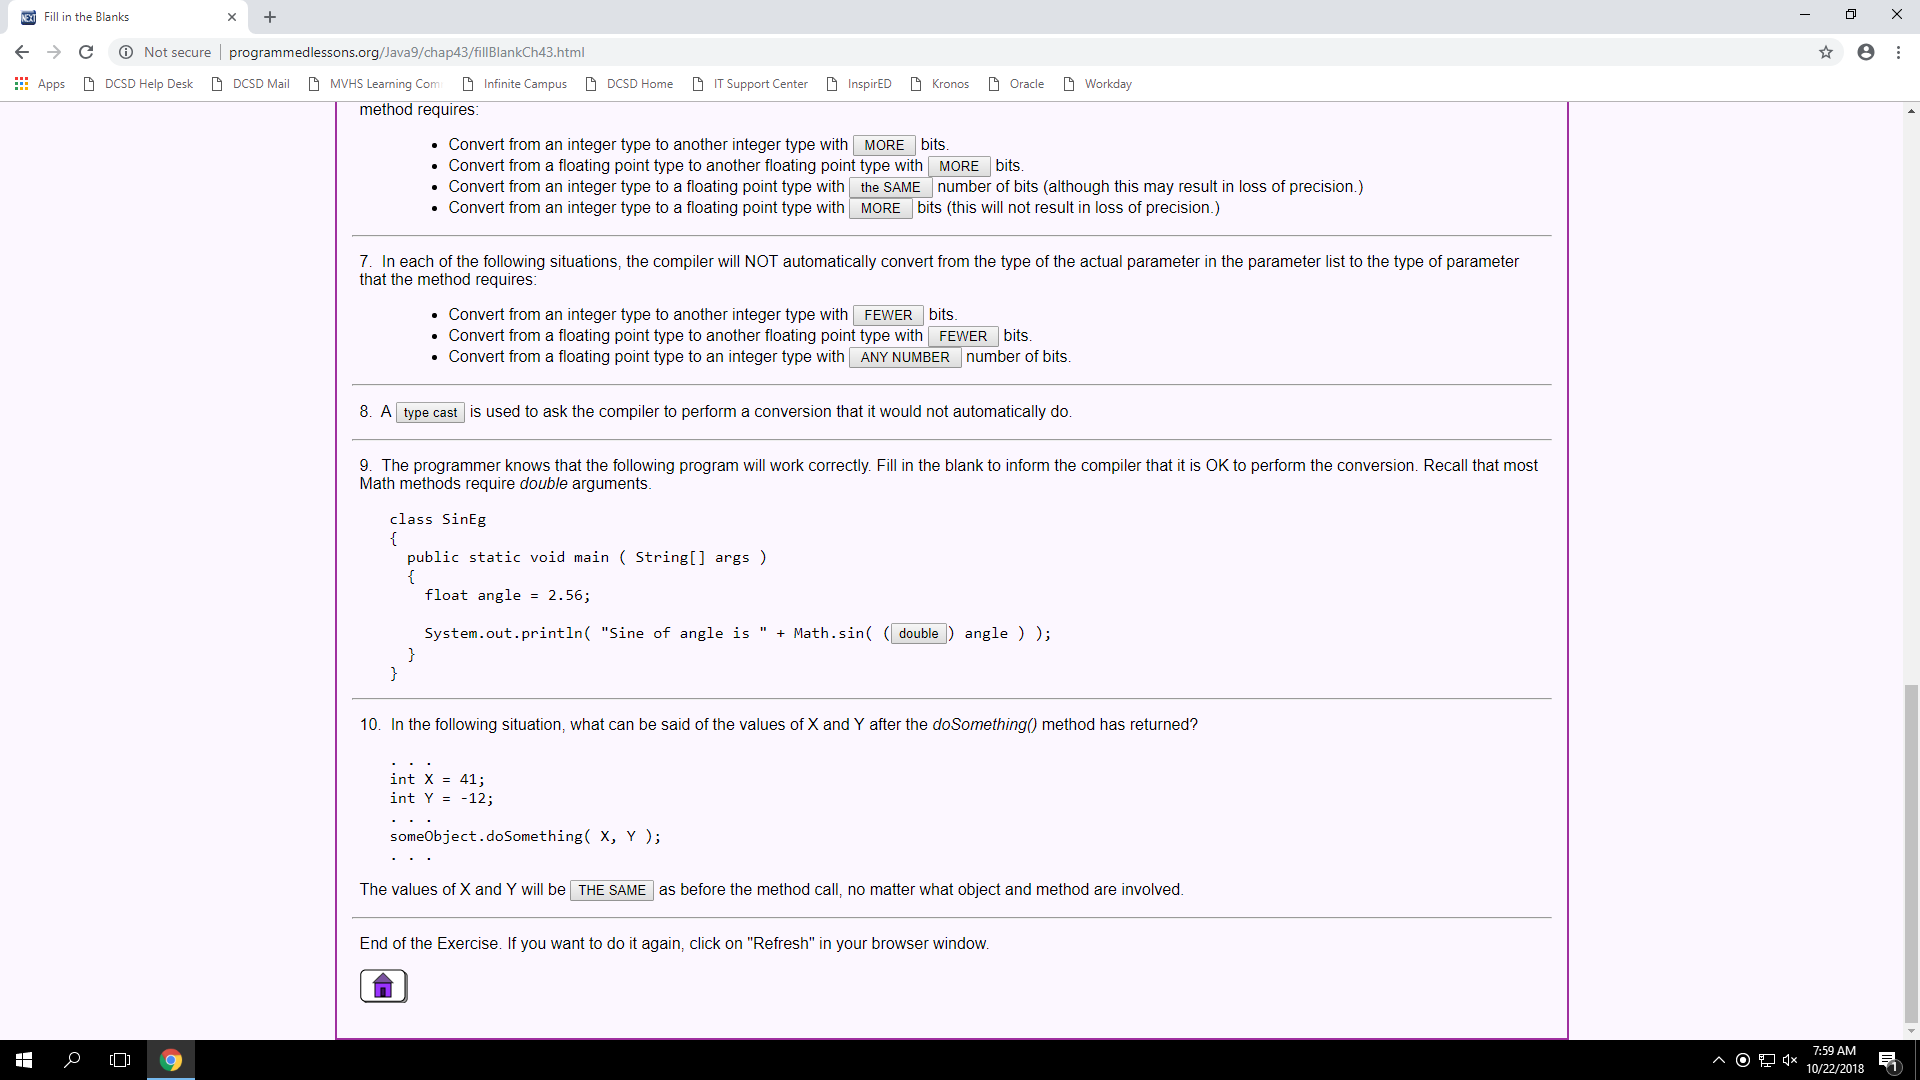 Fill in the Blanks
Not secure programmedlessons.org/Java9/chap43/fillBlankCh43.html
Apps DCSD Help Desk DCSD Mail MVHS Learning Com Infinite Campus DCSD Home IT Support Center InspirED Kronos Oracle Workday
method requires:
• Convert from an integer type to another integer type with MORE bits.
• Convert from a floating point type to another floating point type with MORE bits.
• Convert from an integer type to a floating point type with the SAME number of bits (although this may result in loss of precision.)
• Convert from an integer type to a floating point type with MORE bits (this will not result in loss of precision.)
7. In each of the following situations, the compiler will NOT automatically convert from the type of the actual parameter in the parameter list to the type of parameter
that the method requires:
• Convert from an integer type to another integer type with FEWER bits.
• Convert from a floating point type to another floating point type with FEWER bits.
• Convert from a floating point type to an integer type with ANY NUMBER number of bits.
8. A type cast is used to ask the compiler to perform a conversion that it would not automatically do.
9. The programmer knows that the following program will work correctly. Fill in the blank to inform the compiler that it is OK to perform the conversion. Recall that most
Math methods require double arguments.
class SinEg
{
public static void main ( String[] args )
{
float angle = 2.56;
System.out.println( "Sine of angle is " + Math.sin( ( double ) angle ) );
}
}
10. In the following situation, what can be said of the values of X and Y after the doSomething() method has returned?
. . .
int X = 41;
int Y = -12;
. . .
someObject.doSomething( X, Y );
. . .
The values of X and Y will be THE SAME as before the method call, no matter what object and method are involved.
End of the Exercise. If you want to do it again, click on "Refresh" in your browser window.
7:59 AM
10/22/2018
1